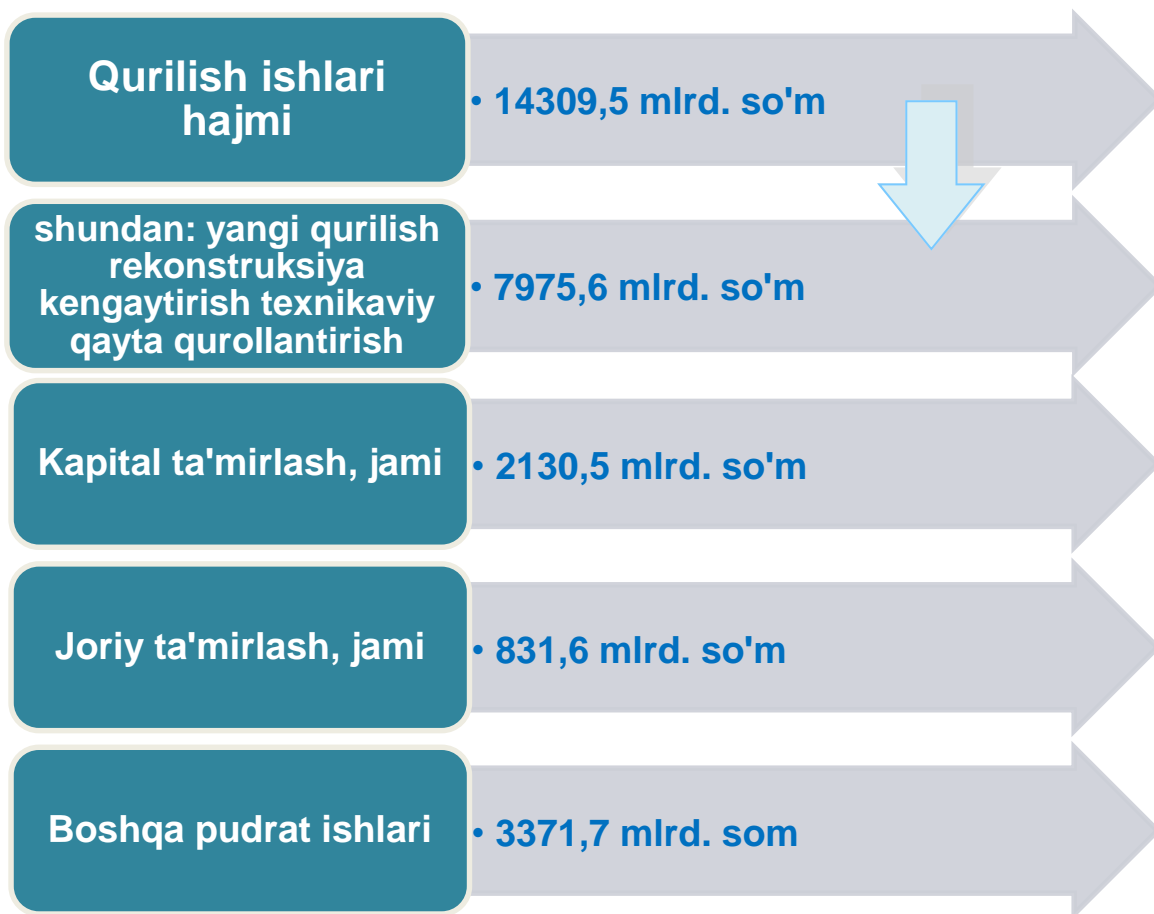 Qurilish ishlari
hajmi
• 14309,5 mlrd. so'm
shundan: yangi qurilish
rekonstruksiya
kengaytirish texnikaviy
qayta qurollantirish
• 7975,6 mlrd. so'm
Kapital ta'mirlash, jami
• 2130,5 mlrd. so'm
Joriy ta'mirlash, jami
• 831,6 mlrd. so'm
Boshqa pudrat ishlari
• 3371,7 mlrd. som